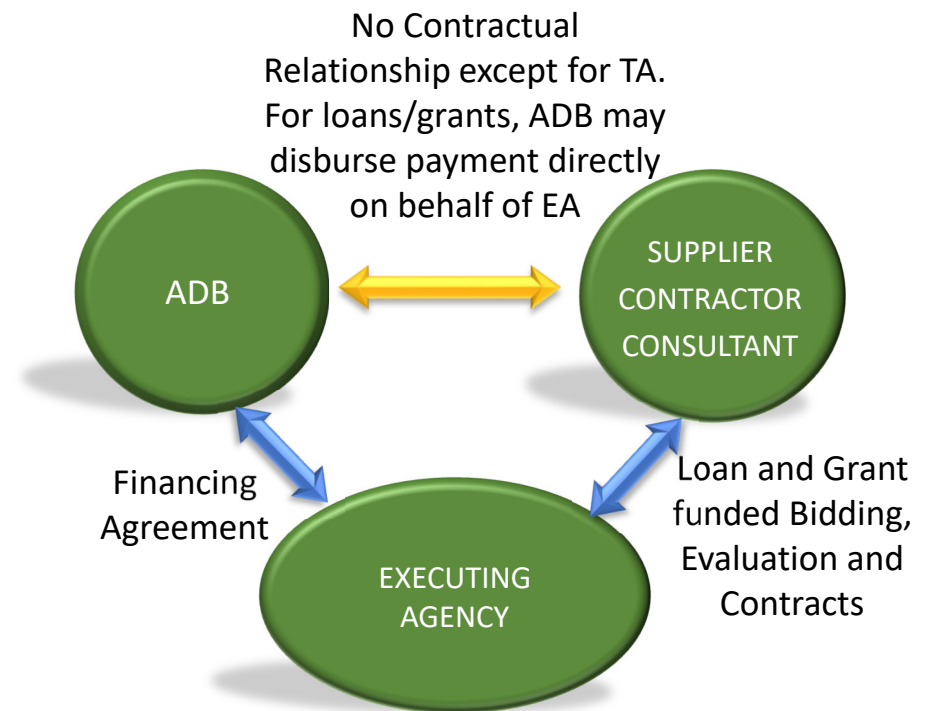 No Contractual
Relationship except for TA.
For loans/grants, ADB may
disburse payment directly
on behalf of EA
ADB
SUPPLIER
CONTRACTOR
CONSULTANT
Financing
Agreement
Loan and Grant
funded Bidding,
Evaluation and
Contracts
EXECUTING
AGENCY